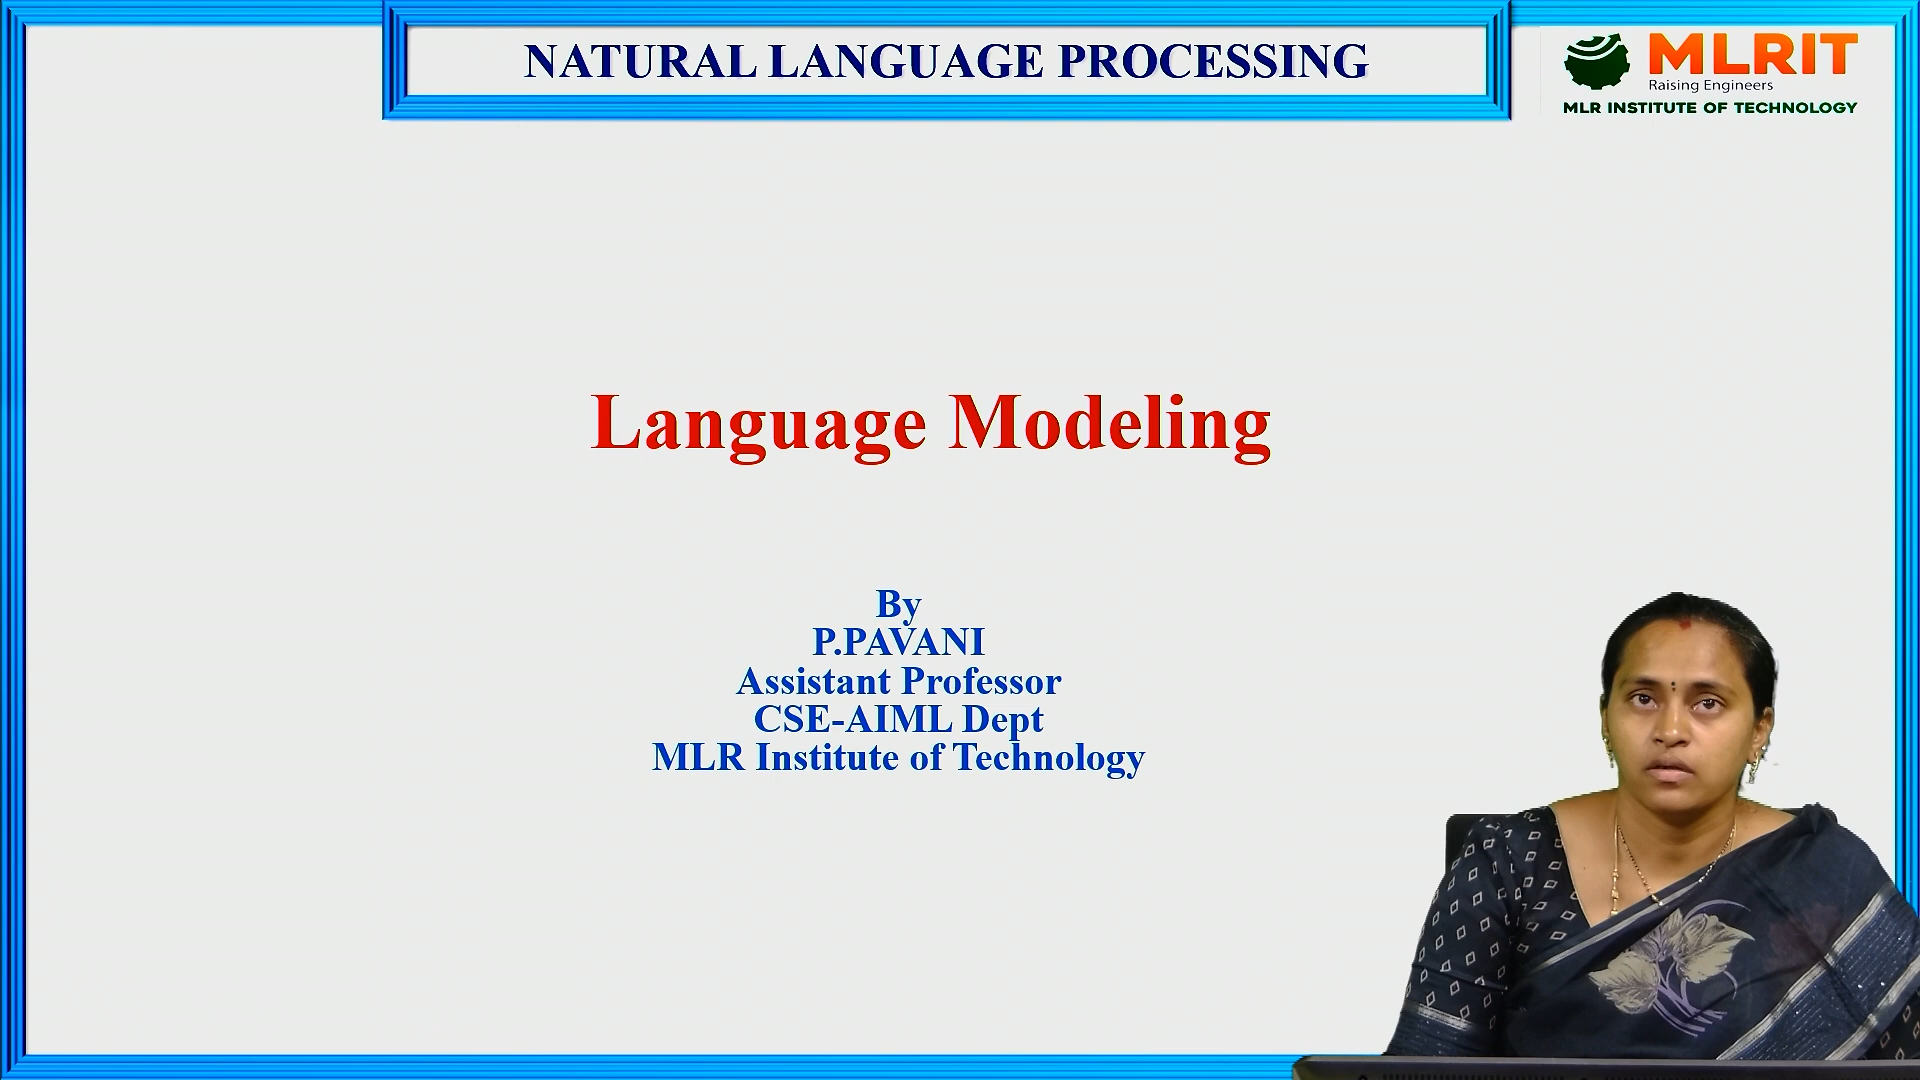 NATURAL LANGUAGE PROCESSING
MLRIT
Raising Engineers
MLR INSTITUTE OF TECHNOLOGY
Language Modeling
By
P.PAVANI
Assistant Professor
CSE-AIML Dept
MLR Institute of Technology